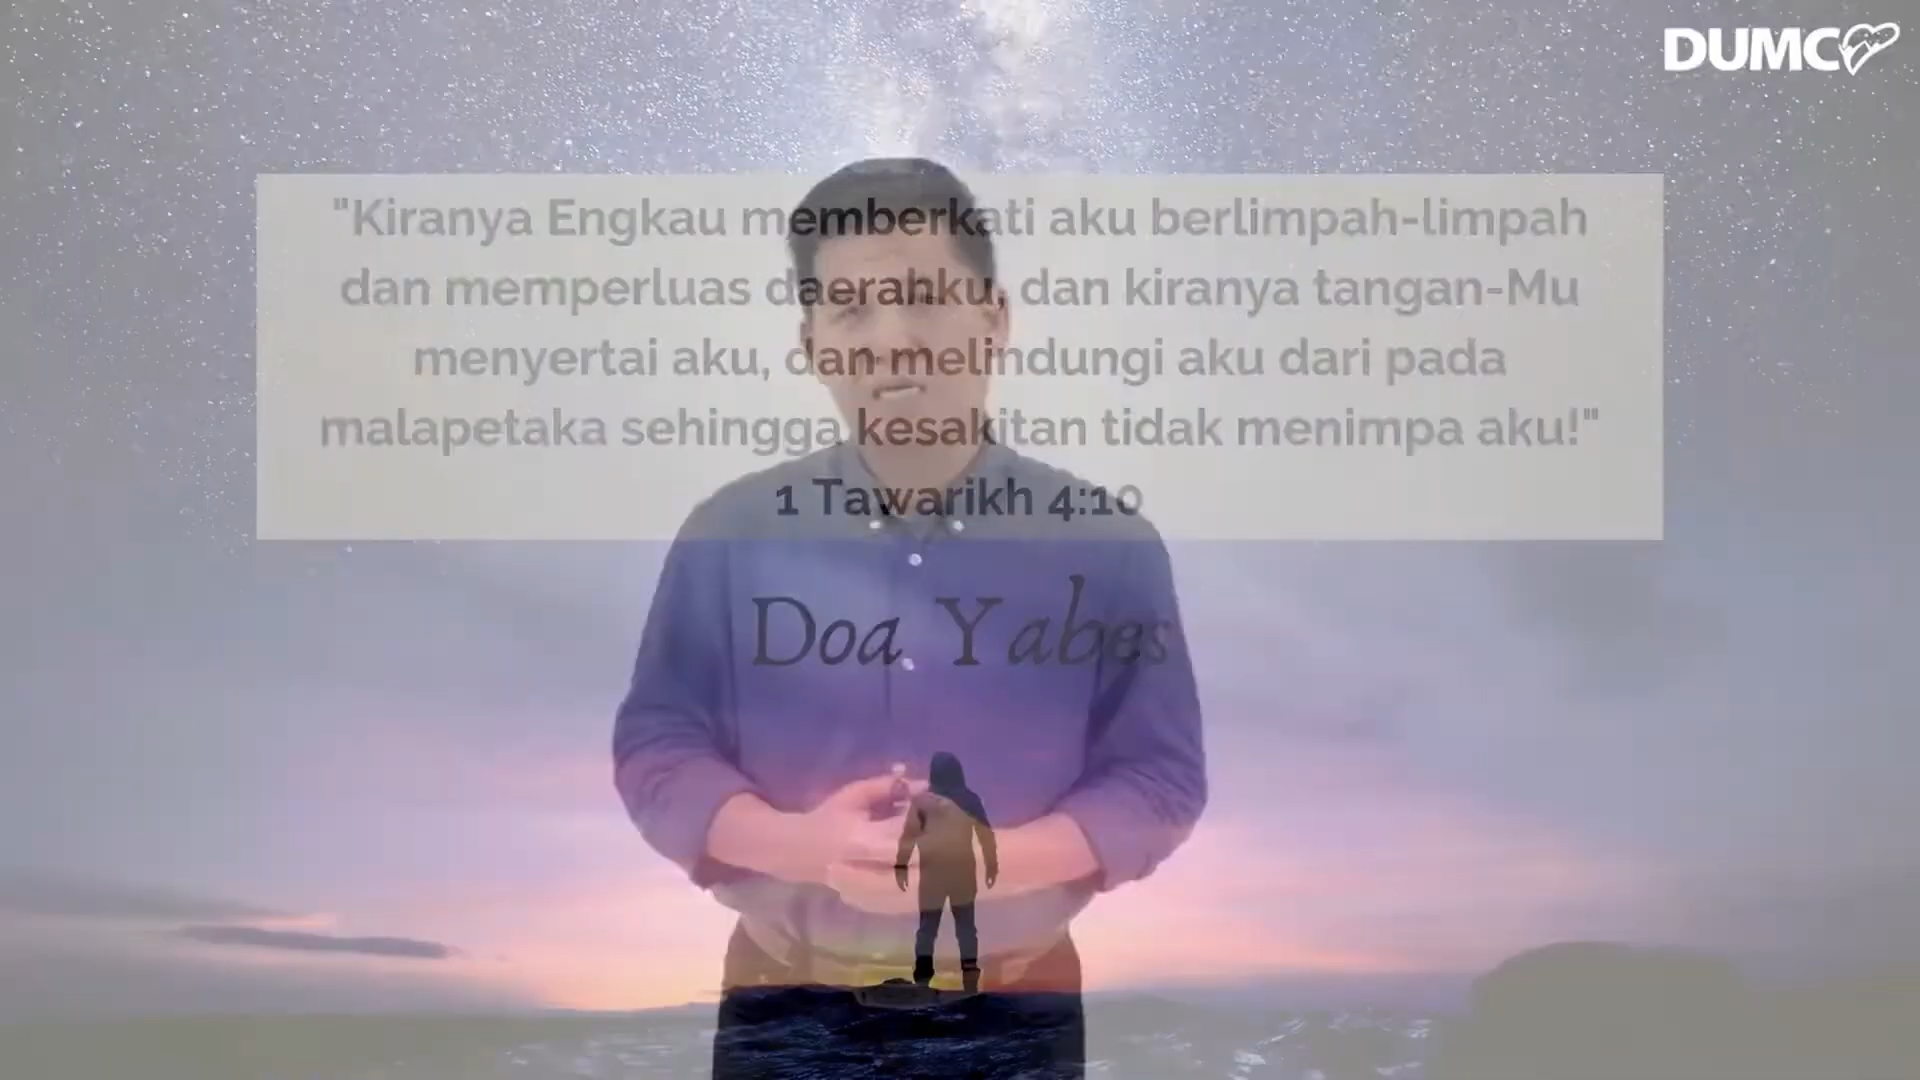 DUMC
"Kiranya Engkau memberkati aku berlimpah-limpah
dan memperluas daerahku, dan kiranya tangan-Mu
menyertai aku, dan melindungi aku dari pada
malapetaka sehingga kesakitan tidak menimpa aku!"
1 Tawarikh 4:10
Doa Yabes